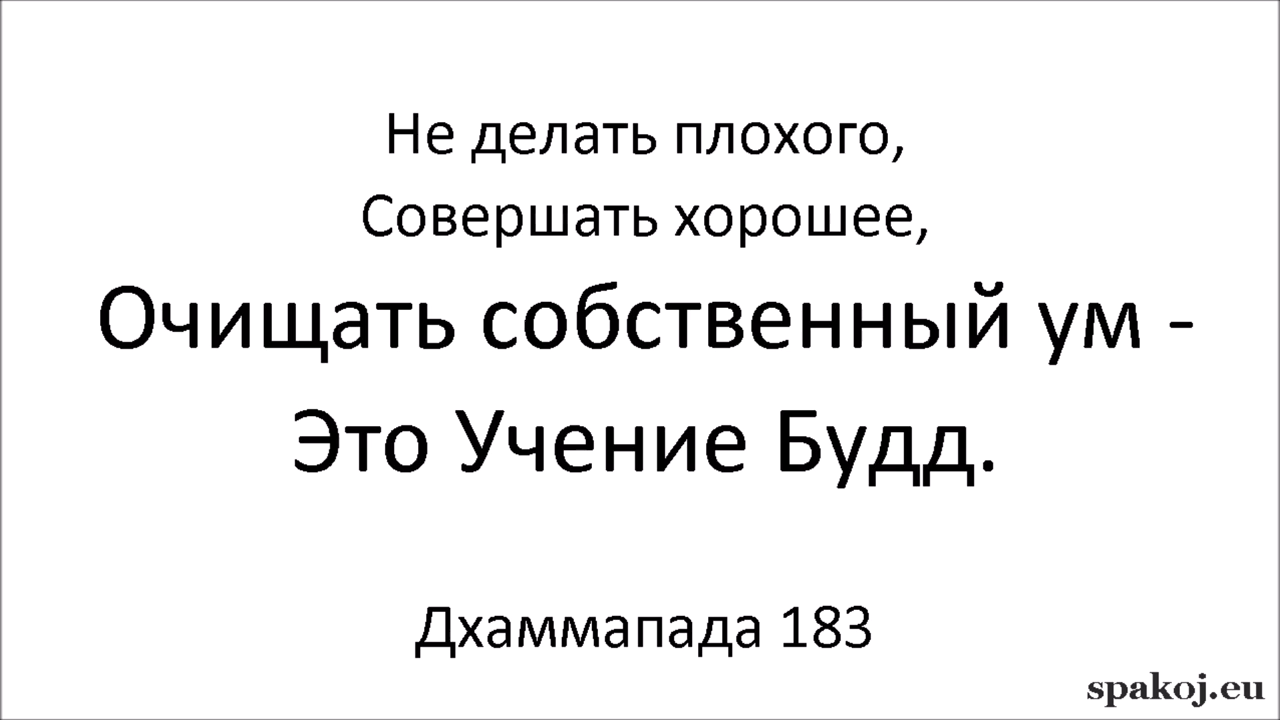 Не делать плохого,
Совершать хорошее,
Очищать собственный ум -
Это Учение Будд.
Дхаммапада 183
spakoj.eu